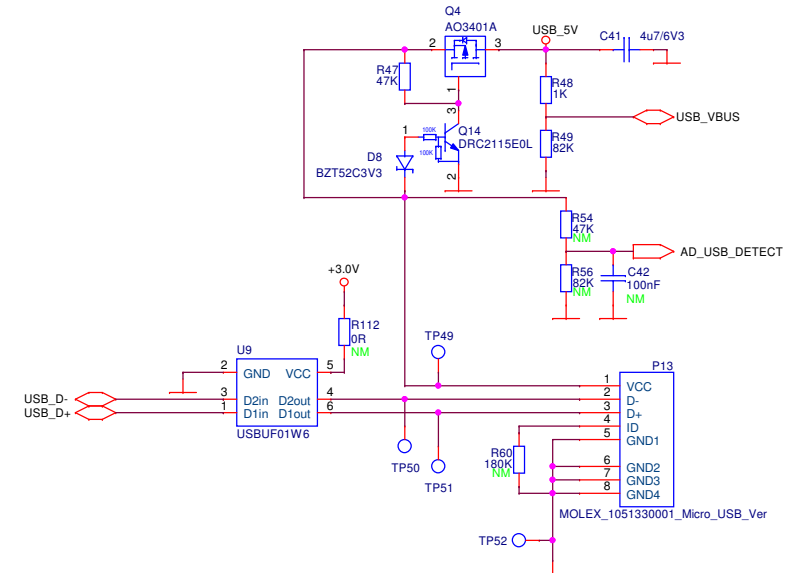 Q4
AO3401A
USB_5V
C41 4u7/6V3
2 3
R47
47K
1
R48
1K
USB_VBUS
3
Q14
DRC2115E0L
1 100K
100K
R49
82K
D8
BZT52C3V3
2
R54
47K
NM
AD_USB_DETECT
R56
82K
NM
C42
100nF
NM
+3.0V
R112
0R
NM
TP49
U9
P13
2 GND VCC 5
USB_D- 3 D2in D2out 4
USB_D+ 1 D1in D1out 6
USBUF01W6
1 VCC
2 D-
3 D+
4 ID
5 GND1
6 GND2
7 GND3
8 GND4
R60
180K
NM
TP50
TP51
MOLEX_1051330001_Micro_USB_Ver
TP52